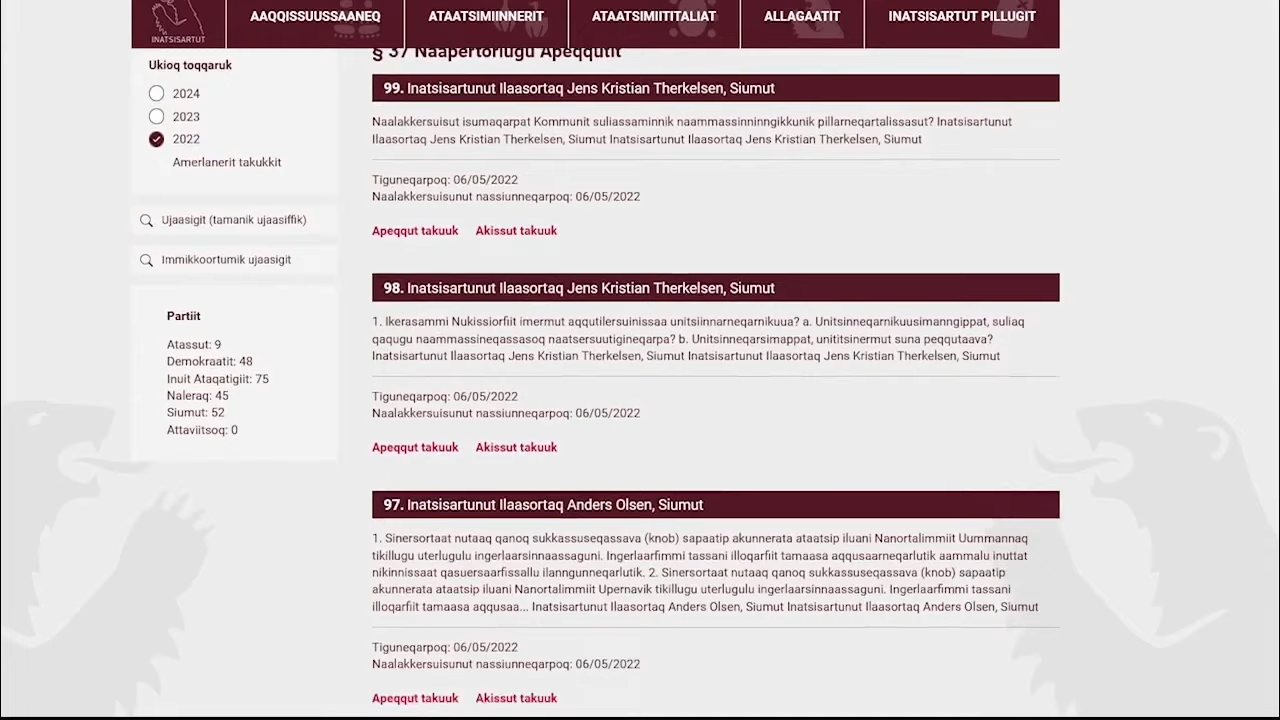 INATSISARTUT
AAQQISSUUSSAANEQ
ATAATSIMIINNERIT
ATAATSIMIITITALIAT
ALLAGAATIT
INATSISARTUT PILLUGIT
Ukioq toqqaruk
2024
2023
2022
Amerlanerit takukkit
Ujaasigit (tamanik ujaasiffik)
Immikkoortumik ujaasigit
Partiit
Atassut: 9
Demokraatit: 48
Inuit Ataqatigiit: 75
Naleraq: 45
Siumut: 52
Attaviitsoq: 0
§ 37 Naapertorlugu Apeqqutit
99. Inatsisartunut Ilaasortaq Jens Kristian Therkelsen, Siumut
Naalakkersuisut isumaqarpat Kommunit suliassaminnik naammassinninngikkunik pillarneqartalissasut? Inatsisartunut
Ilaasortaq Jens Kristian Therkelsen, Siumut Inatsisartunut Ilaasortaq Jens Kristian Therkelsen, Siumut
Tiguneqarpoq: 06/05/2022
Naalakkersuisunut nassiunneqarpoq: 06/05/2022
Apeqqut takuuk Akissut takuuk
98. Inatsisartunut Ilaasortaq Jens Kristian Therkelsen, Siumut
1. Ikerasammi Nukissiorfiit imermut aqqutilersuinissaa unitsiinnarneqarnikuua? a. Unitsinneqarnikuusimanngippat, suliaq
qaqugu naammassineqassasoq naatsersuutigineqarpa? b. Unitsinneqarsimappat, unititsinermut suna peqqutaava?
Inatsisartunut Ilaasortaq Jens Kristian Therkelsen, Siumut Inatsisartunut Ilaasortaq Jens Kristian Therkelsen, Siumut
Tiguneqarpoq: 06/05/2022
Naalakkersuisunut nassiunneqarpoq: 06/05/2022
Apeqqut takuuk Akissut takuuk
97. Inatsisartunut Ilaasortaq Anders Olsen, Siumut
1. Sinersortaat nutaaq qanoq sukkassuseqassava (knob) sapaatip akunnerata ataatsip iluani Nanortalimmiit Uummannaq
tikillugu uterlugulu ingerlaarsinnaassaguni. Ingerlaarfimmi tassani illoqarfiit tamaasa aqqusaarneqarlutik aammalu inuttat
nikinnissaat qasuersaarfissallu ilanngunneqarlutik. 2. Sinersortaat nutaaq qanoq sukkassuseqassava (knob) sapaatip
akunnerata ataatsip iluani Nanortalimmiit Upernavik tikillugu uterlugulu ingerlaarsinnaassaguni. Ingerlaarfimmi tassani
illoqarfiit tamaasa aqqusaa... Inatsisartunut Ilaasortaq Anders Olsen, Siumut Inatsisartunut Ilaasortaq Anders Olsen, Siumut
Tiguneqarpoq: 06/05/2022
Naalakkersuisunut nassiunneqarpoq: 06/05/2022
Apeqqut takuuk Akissut takuuk